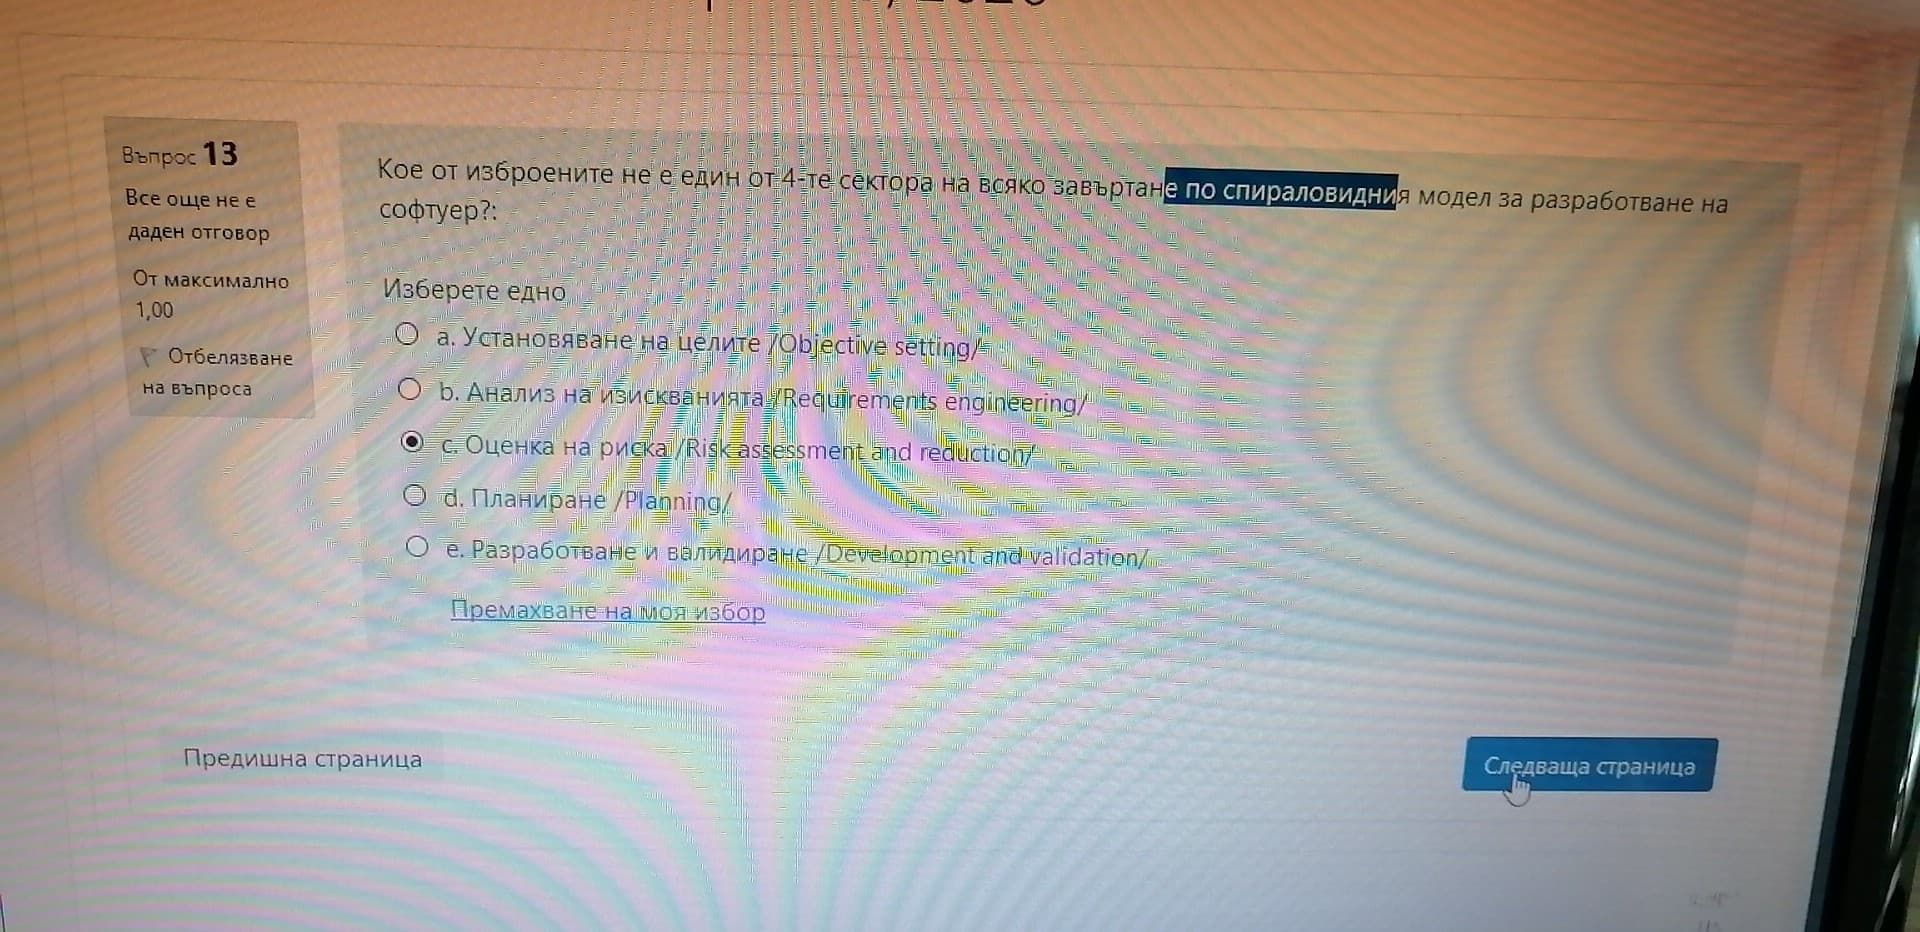 Въпрос 13
Все още не е
даден отговор
От максимално
1,00
Отбелязване
на въпроса
Кое от изброените не е един от 4-те сектора на всяко завъртане по спираловидния модел за разработване на
софтуер?:
Изберете едно
a. Установяване на целите /Objective setting/
b. Анализ на изискванията /Requirements engineering/
c. Оценка на риска /Risk assessment and reduction/
d. Планиране /Planning/
e. Разработване и валидиране /Development and validation/
Премахване на моя избор
Предишна страница
Следваща страница